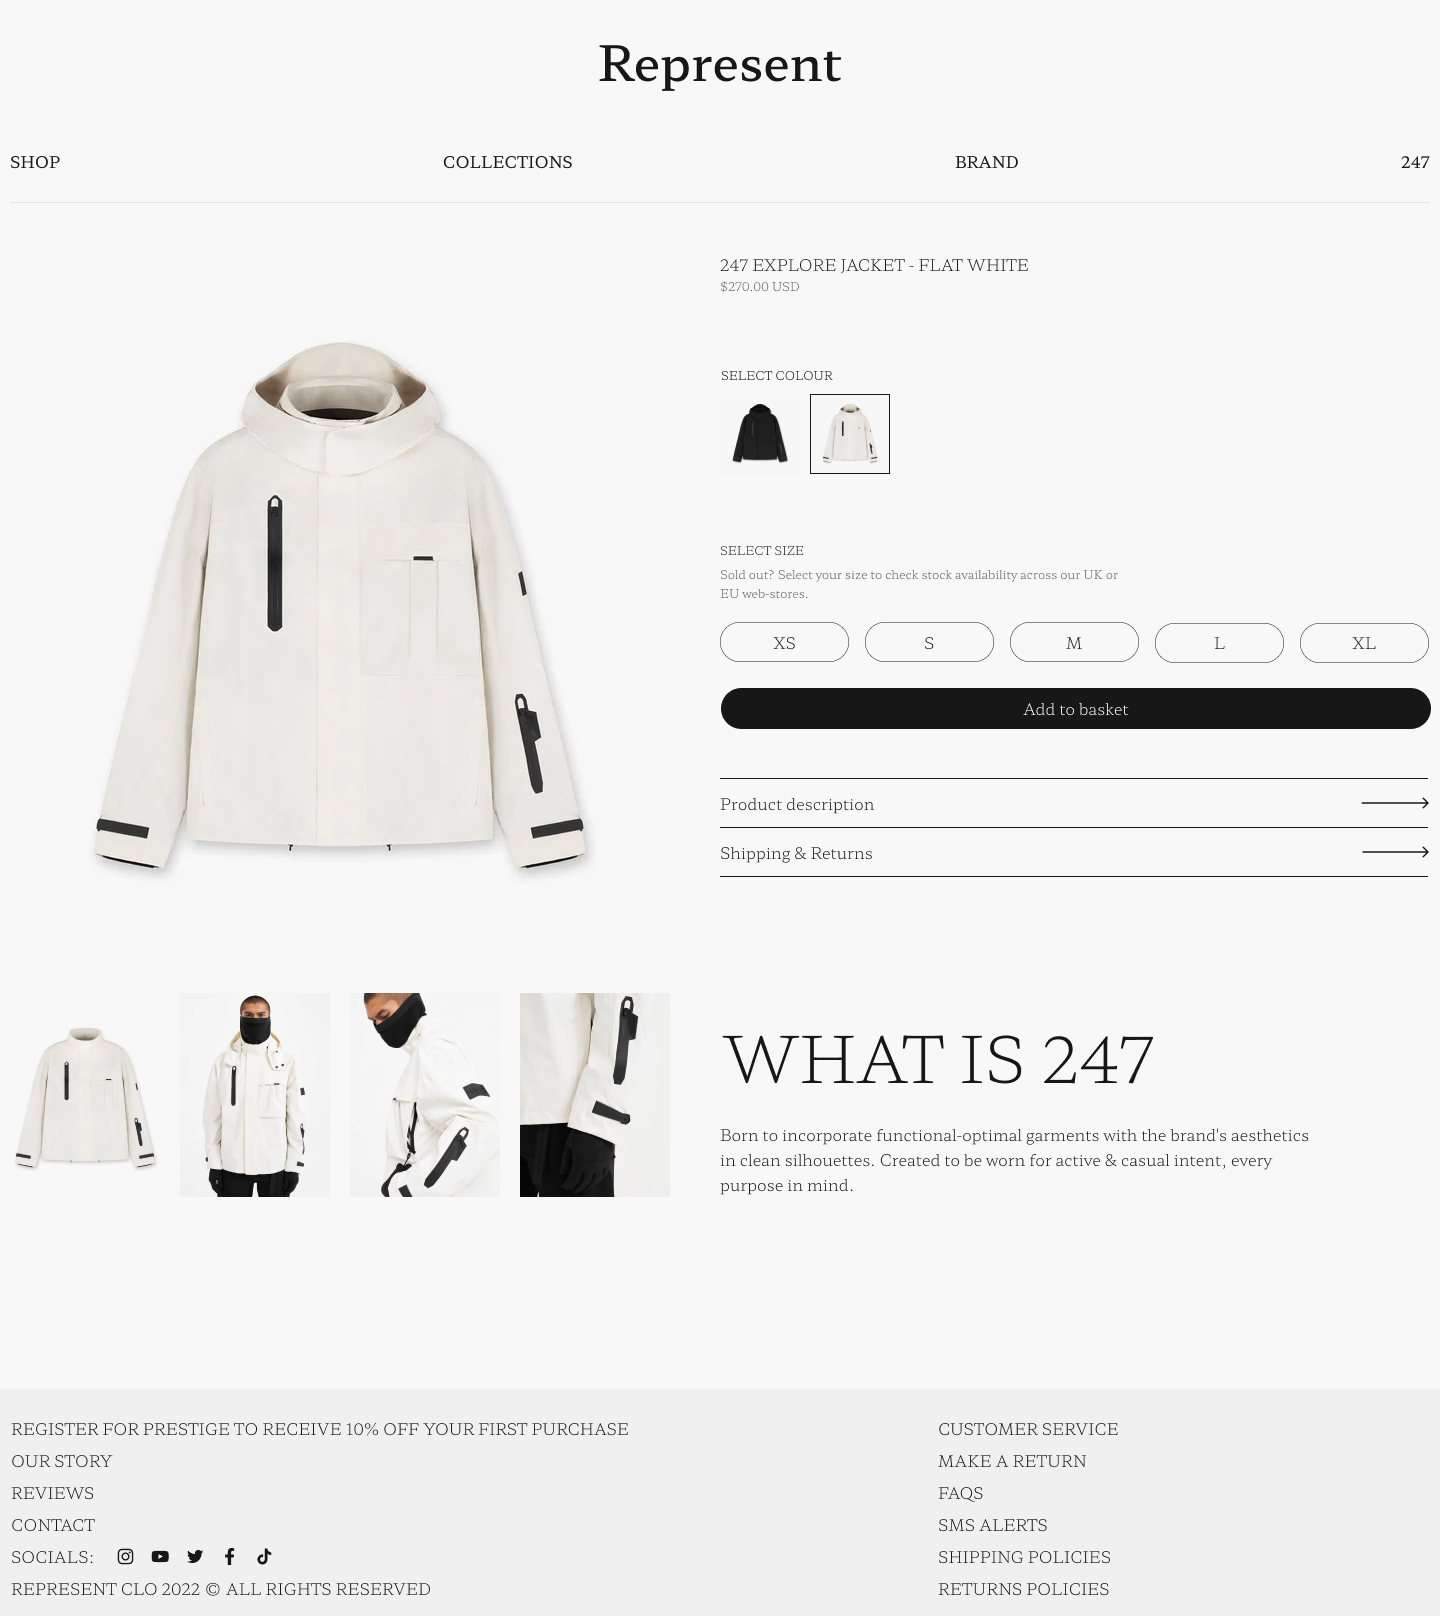 Represent
SHOP
COLLECTIONS
BRAND
247
247 EXPLORE JACKET - FLAT WHITE
$270.00 USD
SELECT COLOUR
SELECT SIZE
Sold out? Select your size to check stock availability across our UK or
EU web-stores.
XS
S
M
L
XL
Add to basket
Product description
Shipping & Returns
WHAT IS 247
Born to incorporate functional-optimal garments with the brand's aesthetics
in clean silhouettes. Created to be worn for active & casual intent, every
purpose in mind.
REGISTER FOR PRESTIGE TO RECEIVE 10% OFF YOUR FIRST PURCHASE
OUR STORY
REVIEWS
CONTACT
SOCIALS:
REPRESENT CLO 2022 © ALL RIGHTS RESERVED
CUSTOMER SERVICE
MAKE A RETURN
FAQS
SMS ALERTS
SHIPPING POLICIES
RETURNS POLICIES